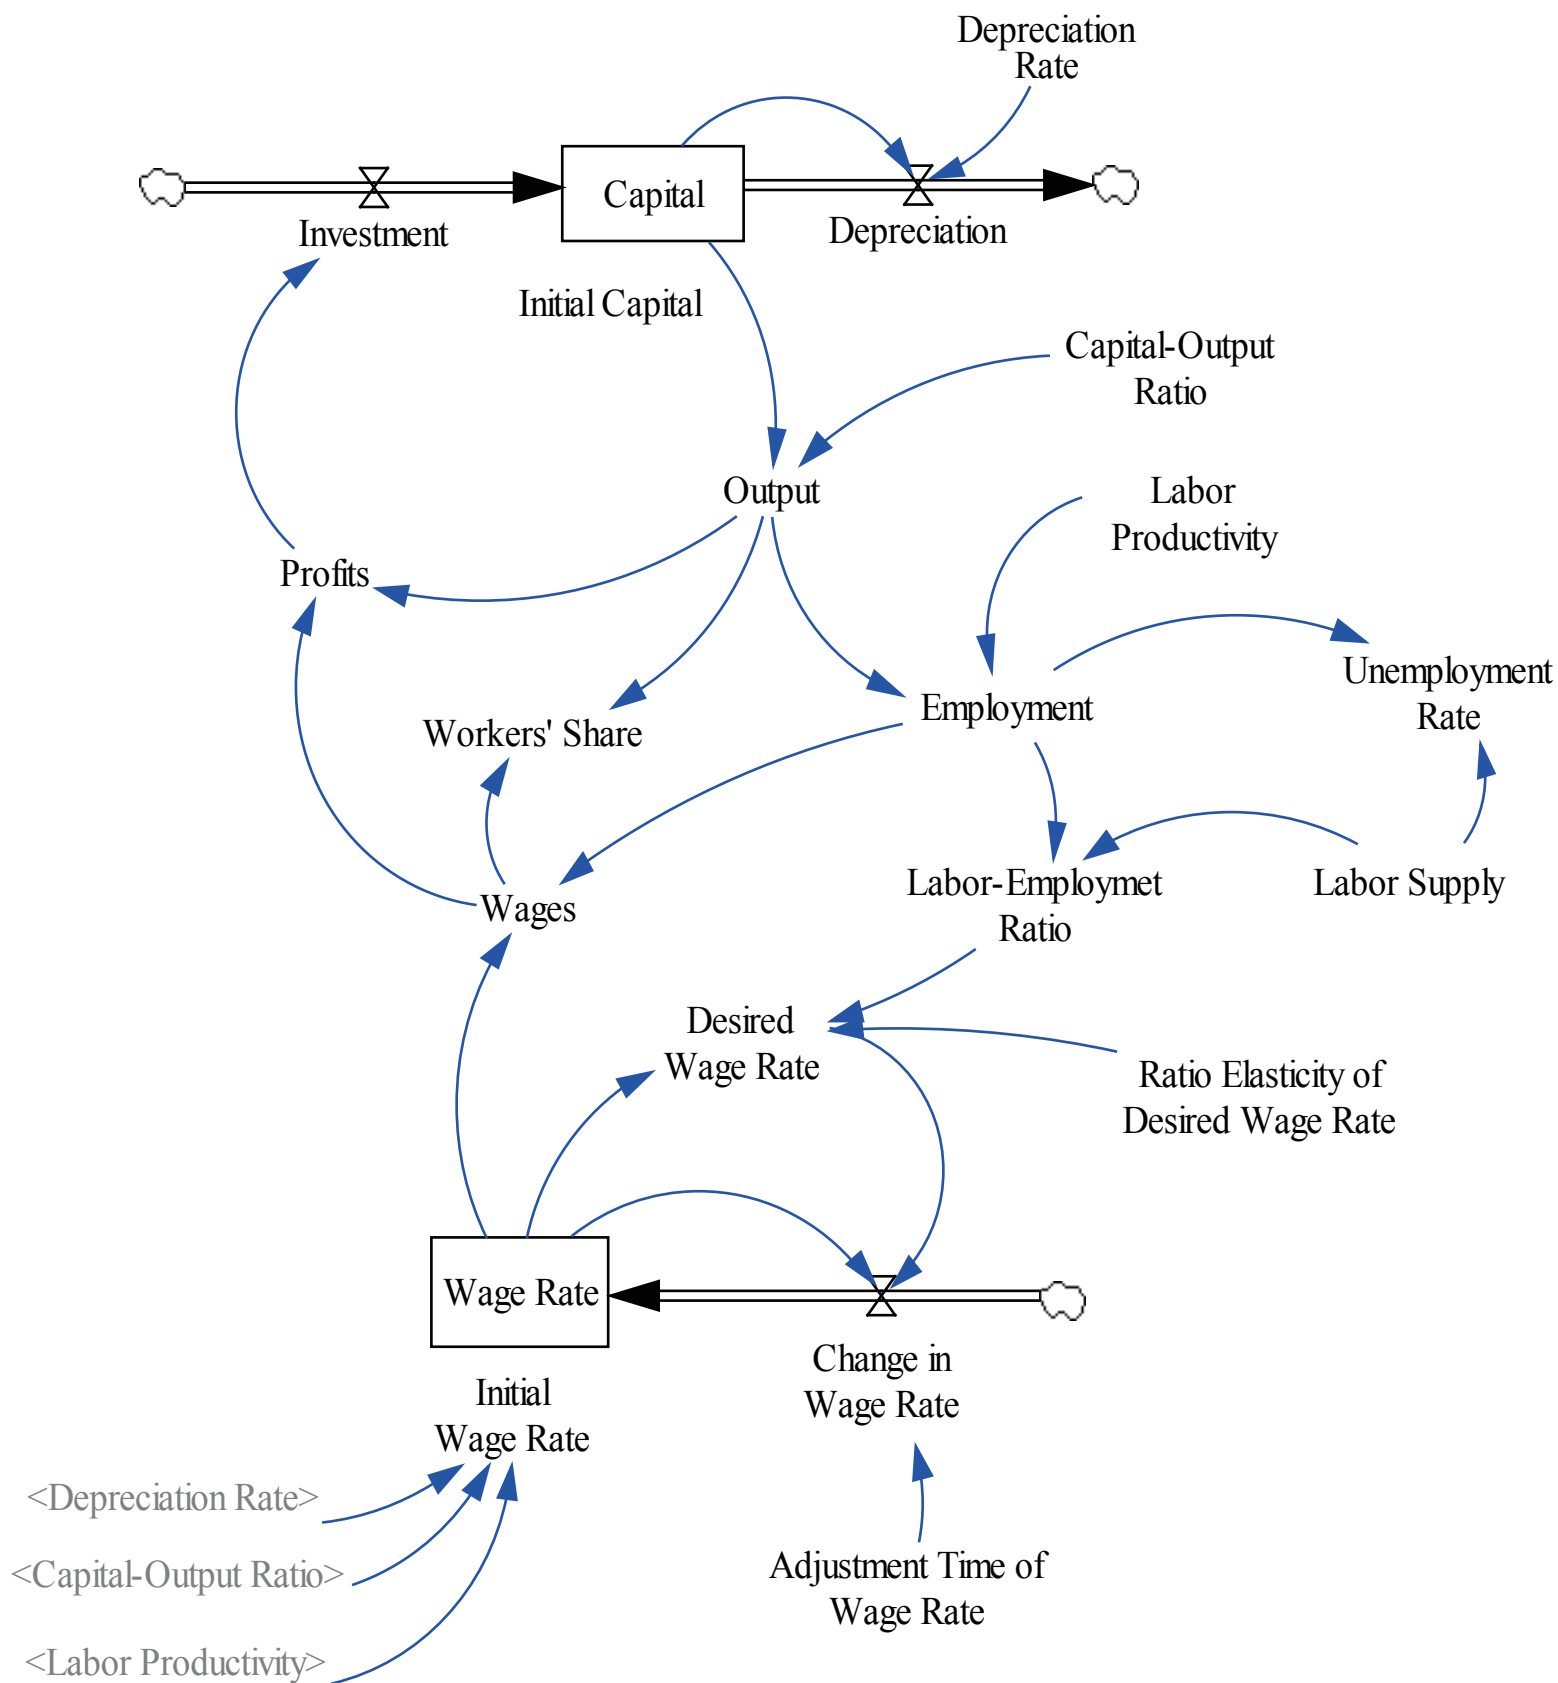 Depreciation
Rate
Capital
Investment
Depreciation
Initial Capital
Capital-Output
Ratio
Output
Labor
Productivity
Profits
Unemployment
Rate
Employment
Workers' Share
Labor-Employmet
Ratio
Labor Supply
Wages
Desired
Wage Rate
Ratio Elasticity of
Desired Wage Rate
Wage Rate
Change in
Wage Rate
Initial
Wage Rate
<Depreciation Rate>
<Capital-Output Ratio>
<Labor Productivity>
Adjustment Time of
Wage Rate